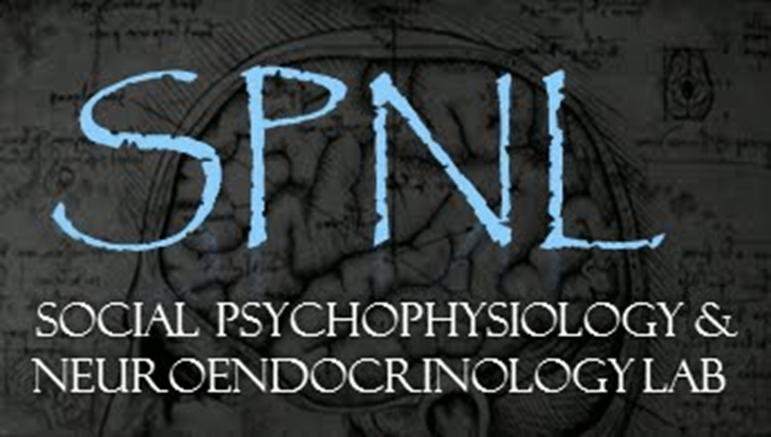 SPNL
SOCIAL PSYCHOPHYSIOLOGY &
NEUROENDOCRINOLOGY LAB